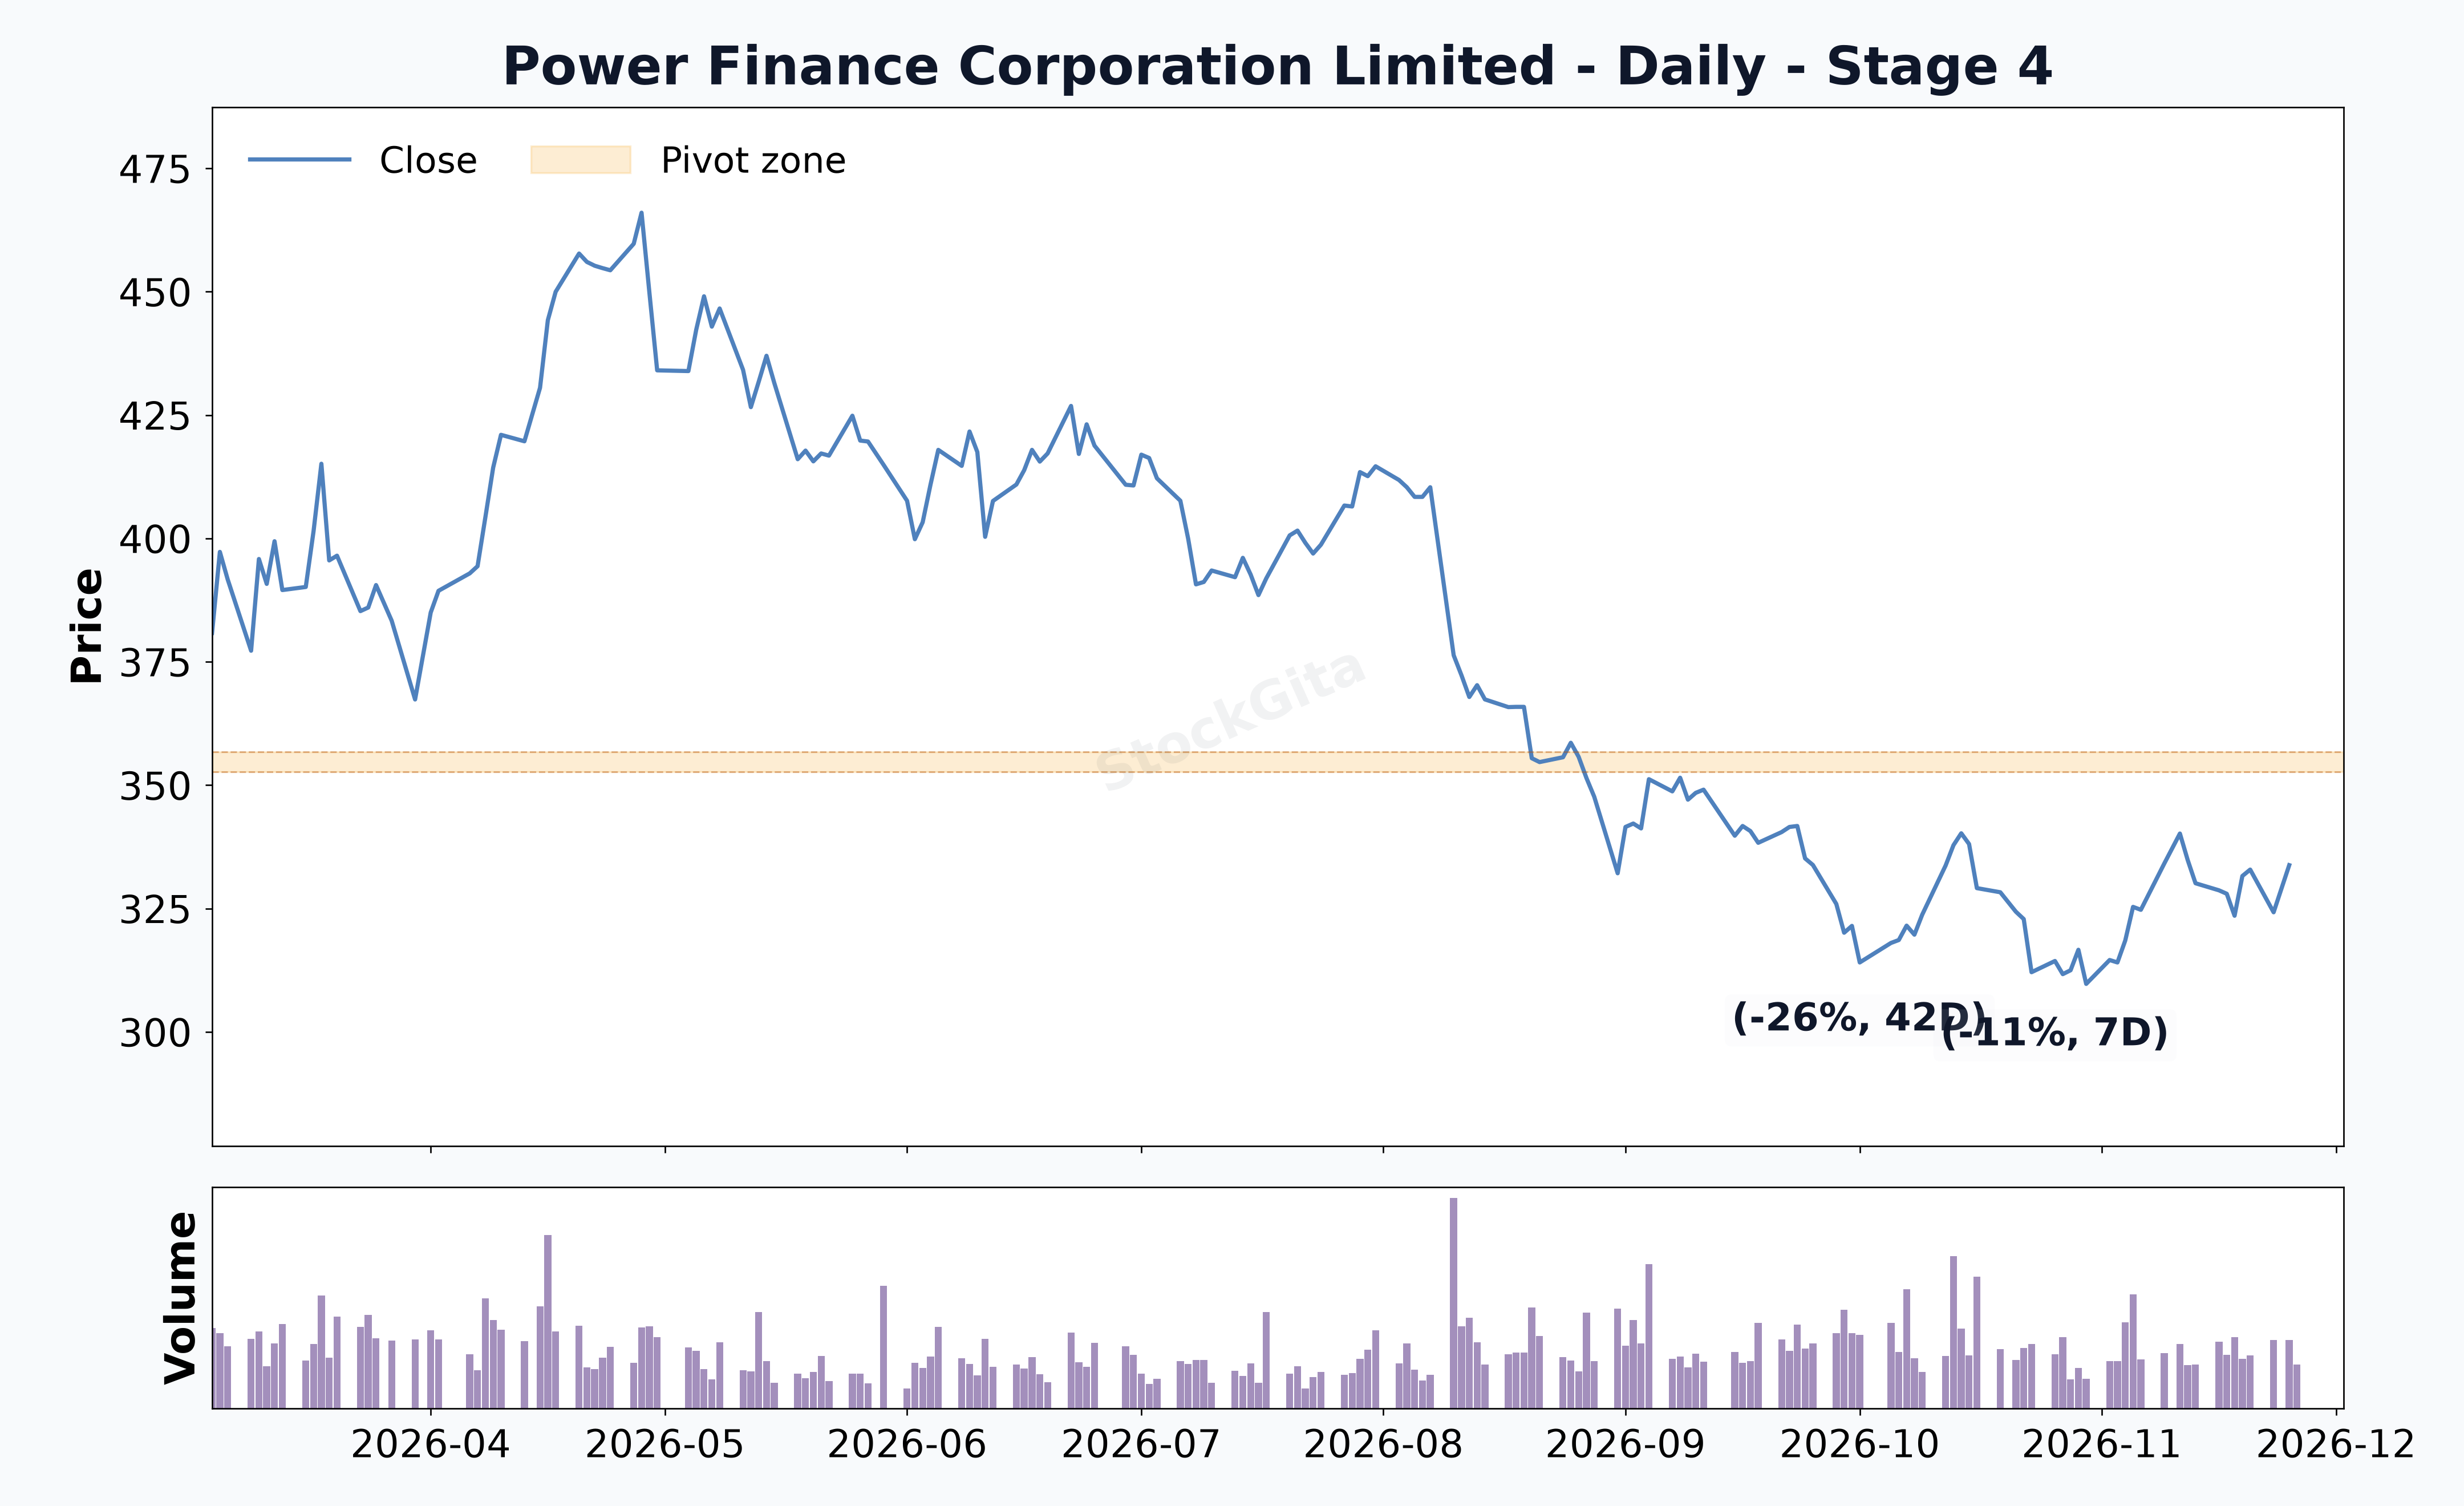 Power Finance Corporation Limited - Daily - Stage 4
Close
Pivot zone
475
450
425
400
375
350
325
300
Price
StockGita
(-26%, 42D)
(-11%, 7D)
Volume
2026-04
2026-05
2026-06
2026-07
2026-08
2026-09
2026-10
2026-11
2026-12